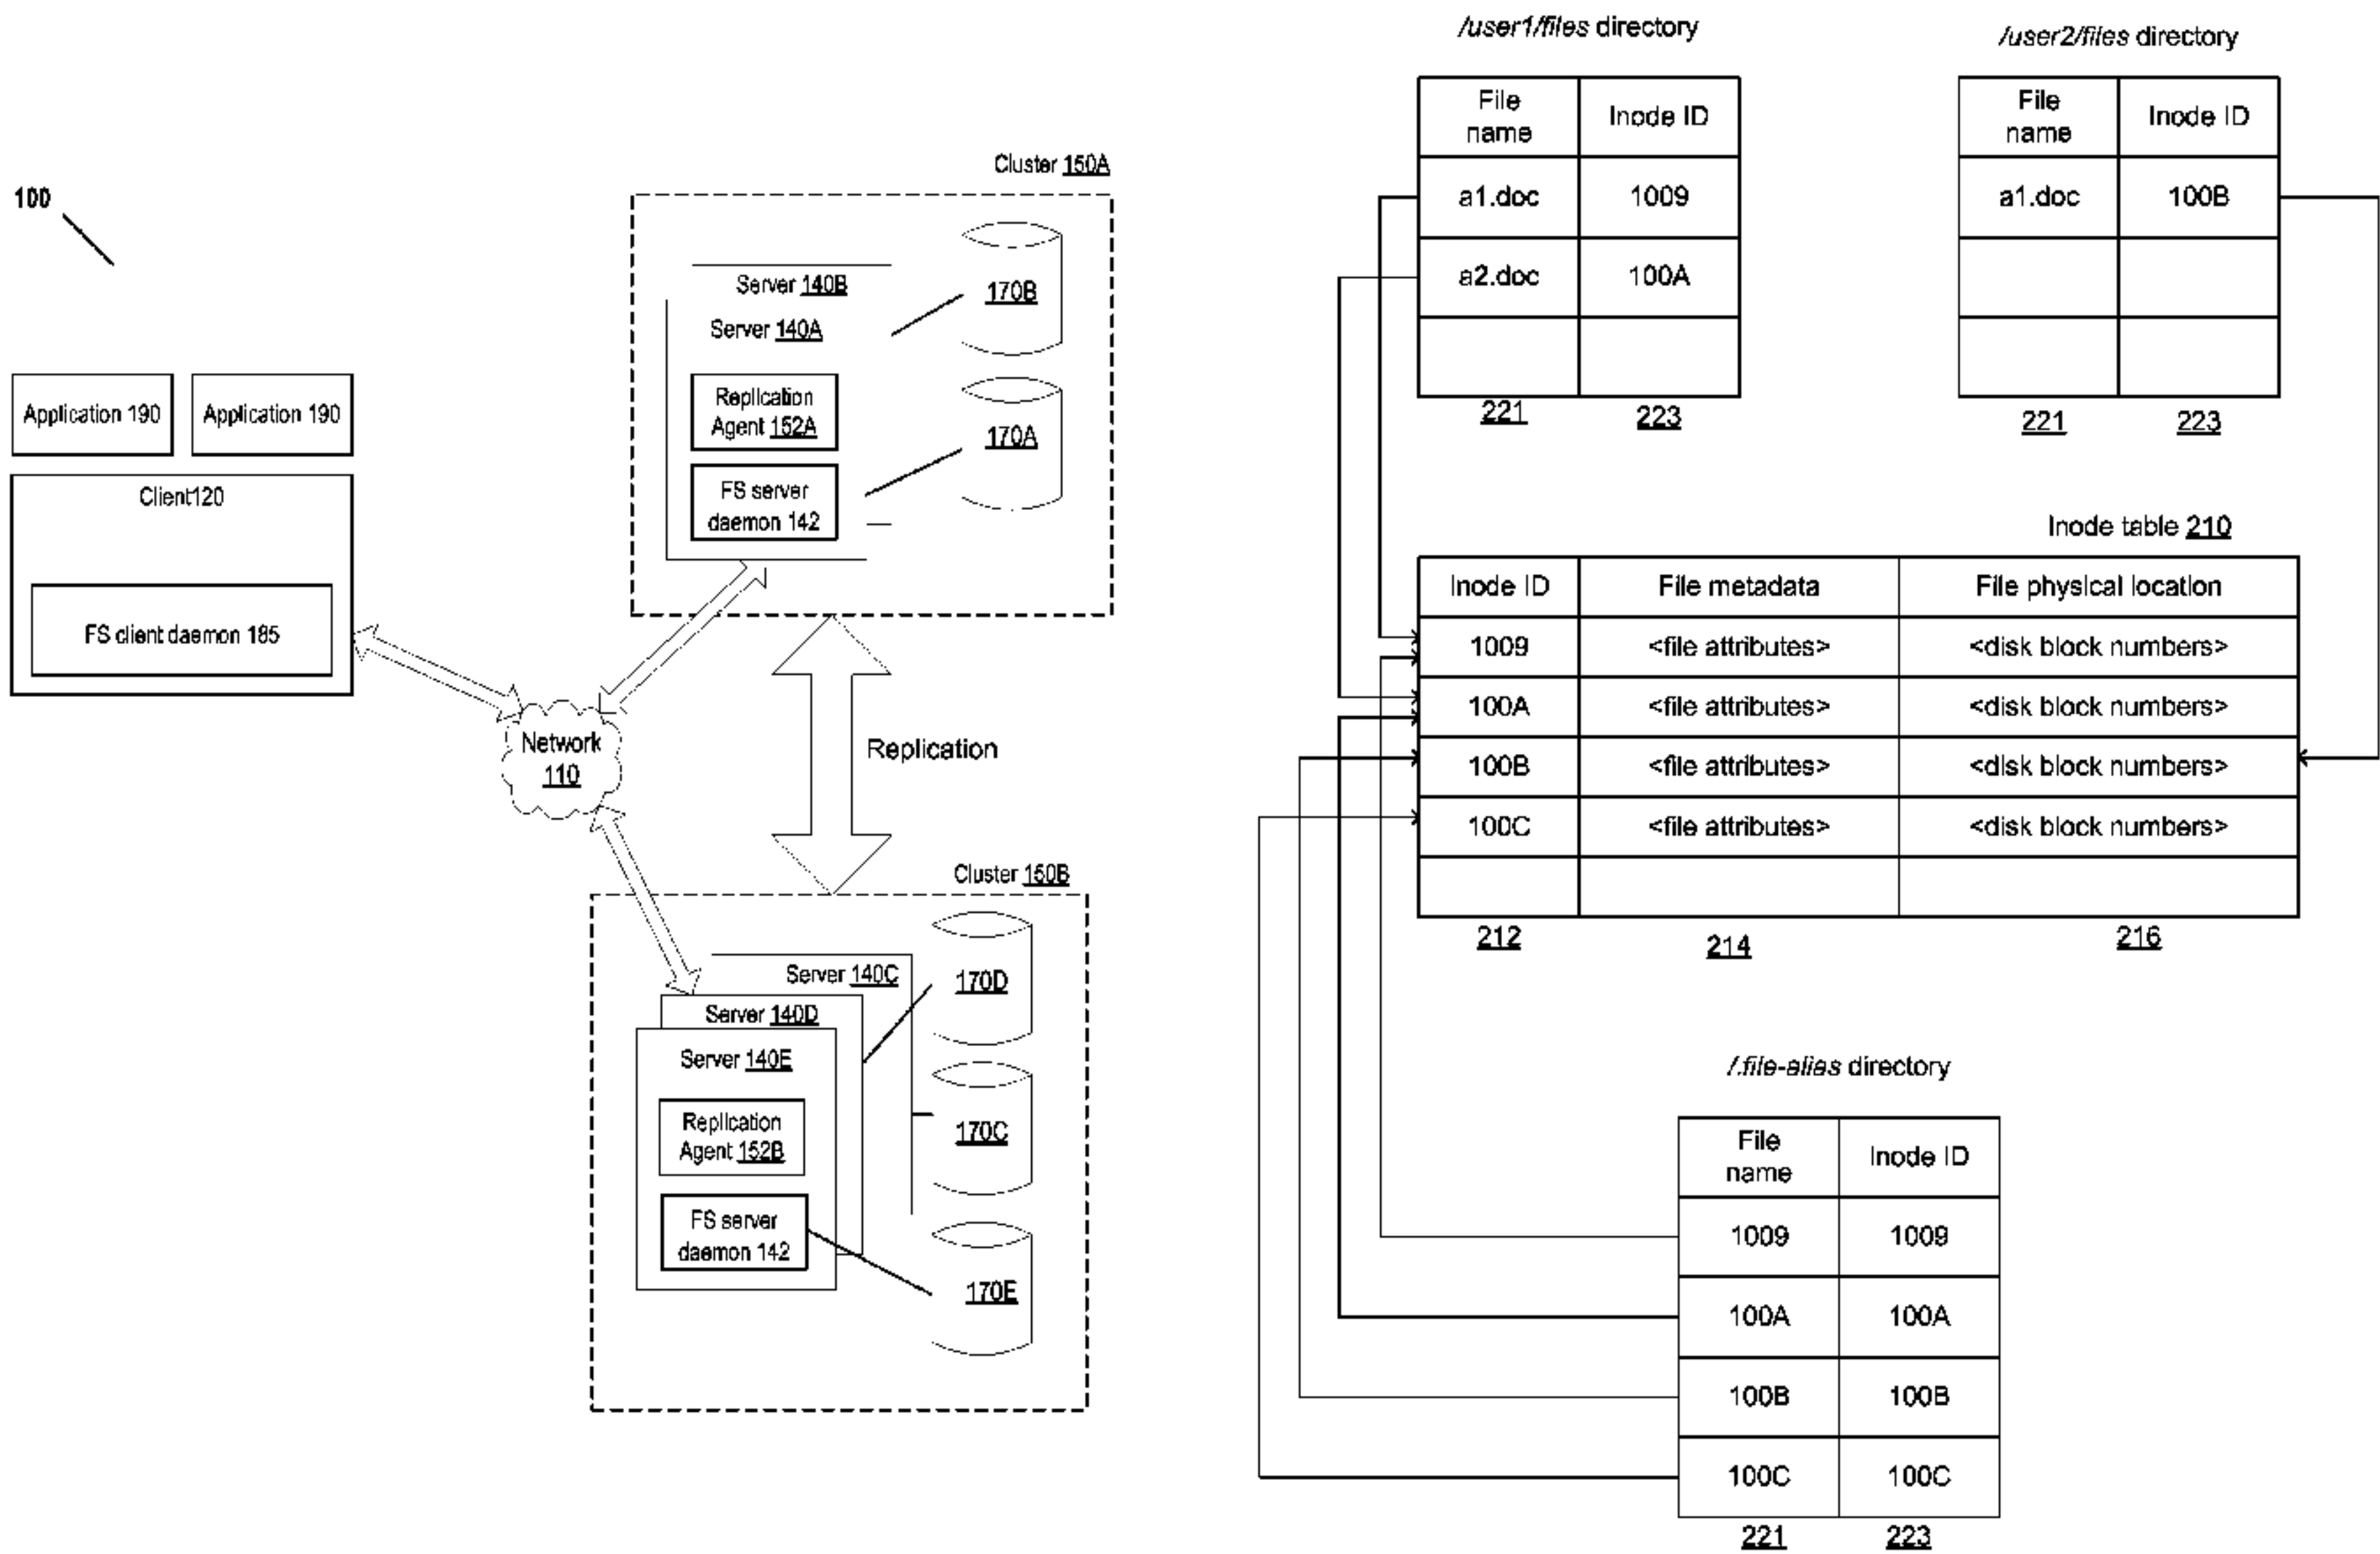 100
Application 190
Application 190
Client120
FS client daemon 185
Network
110
Cluster 150A
Server 140B
Server 140A
Replication
Agent 152A
FS server
daemon 142
170B
170A
Replication
Cluster 150B
Server 140C
Server 140D
Server 140E
Replication
Agent 152B
FS server
daemon 142
170D
170C
170E
/user1/files directory
File
name
Inode ID
a1.doc
1009
a2.doc
100A
221
223
/user2/files directory
File
name
Inode ID
a1.doc
100B
221
223
Inode table 210
Inode ID
File metadata
File physical location
1009
<file attributes>
<disk block numbers>
100A
<file attributes>
<disk block numbers>
100B
<file attributes>
<disk block numbers>
100C
<file attributes>
<disk block numbers>
212
214
216
/.file-alias directory
File
name
Inode ID
1009
1009
100A
100A
100B
100B
100C
100C
221
223